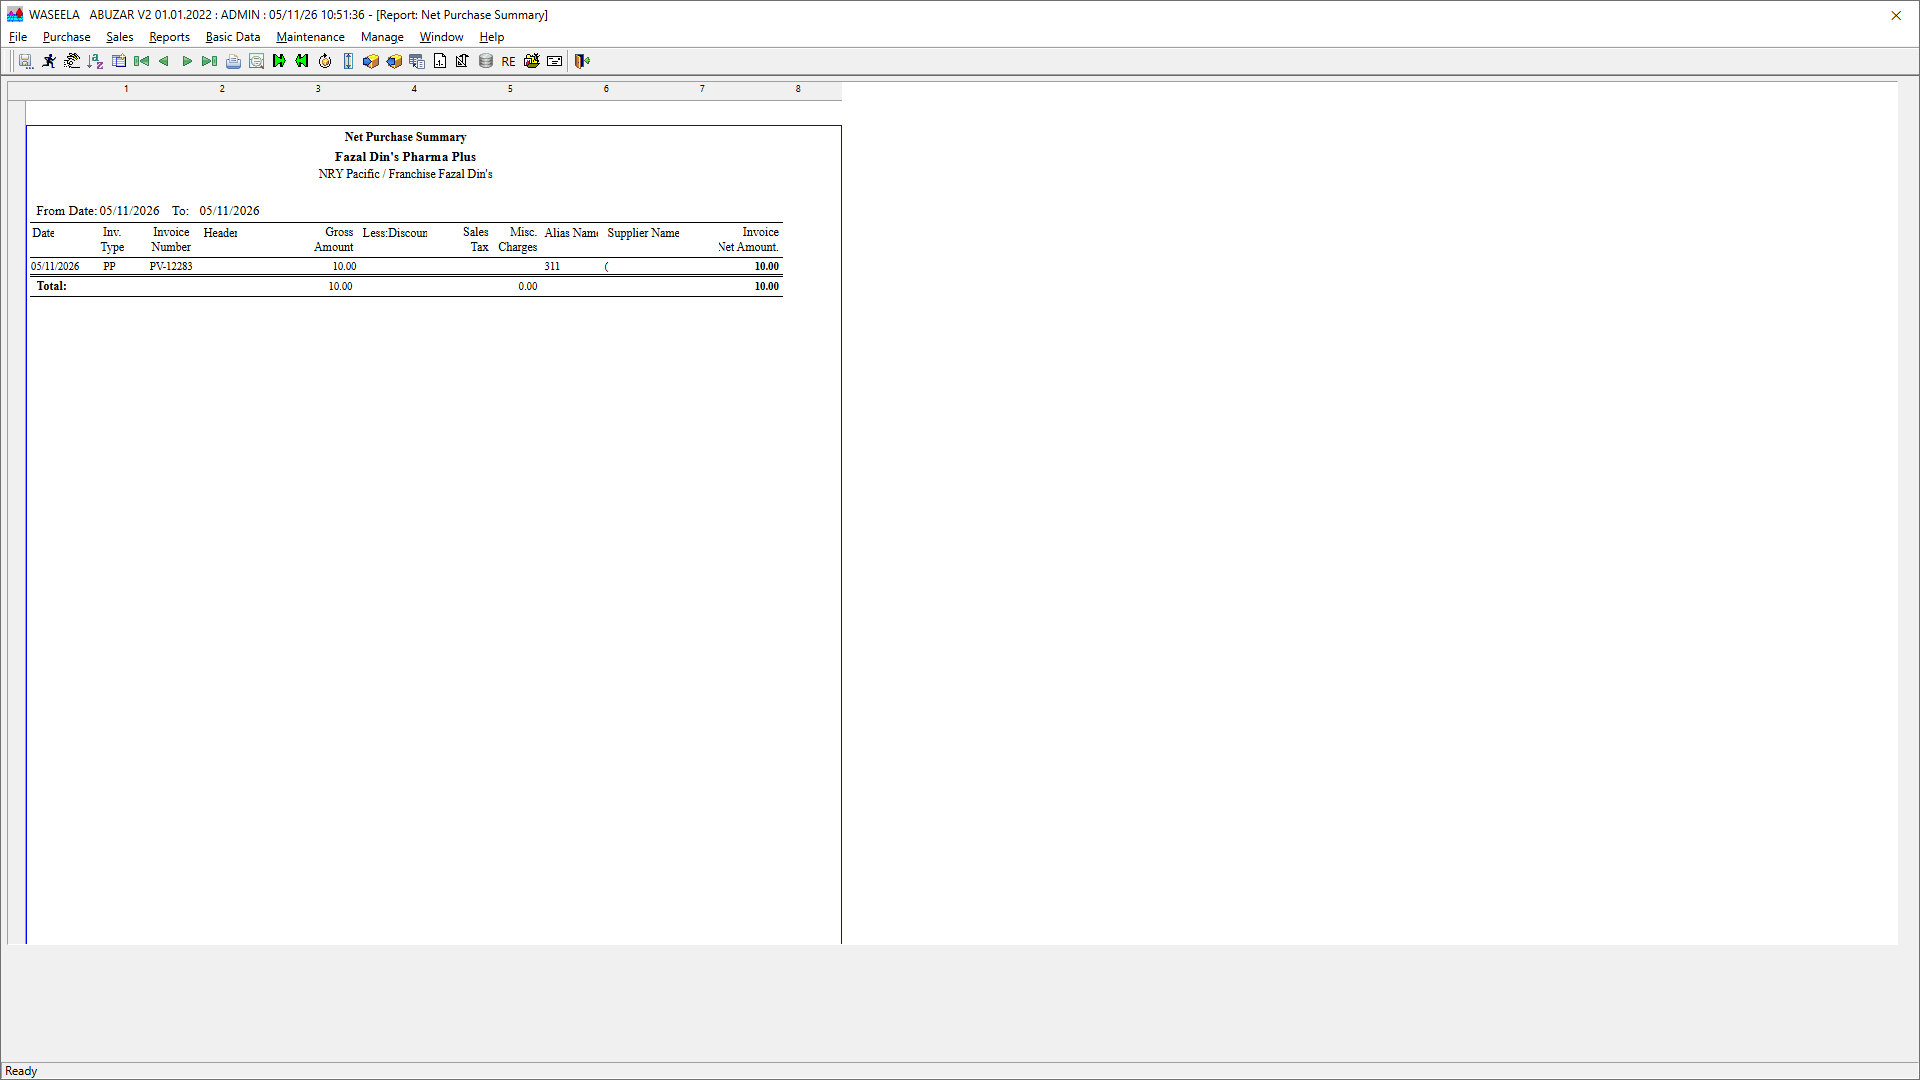 WASEELA ABUZAR V2 01.01.2022 : ADMIN : 05/11/26 10:51:36 - [Report: Net Purchase Summary]
File Purchase Sales Reports Basic Data Maintenance Manage Window Help
RE
1 2 3 4 5 6 7 8
Net Purchase Summary
Fazal Din's Pharma Plus
NRY Pacific / Franchise Fazal Din's
From Date: 05/11/2026 To: 05/11/2026
Date Inv. Invoice Header Gross Less:Discoun Sales Misc. Alias Name Supplier Name Invoice
Type Number Amount Tax Charges Net Amount.
05/11/2026 PP PV-12283 10.00 311 ( 10.00
Total: 10.00 0.00 10.00
Ready